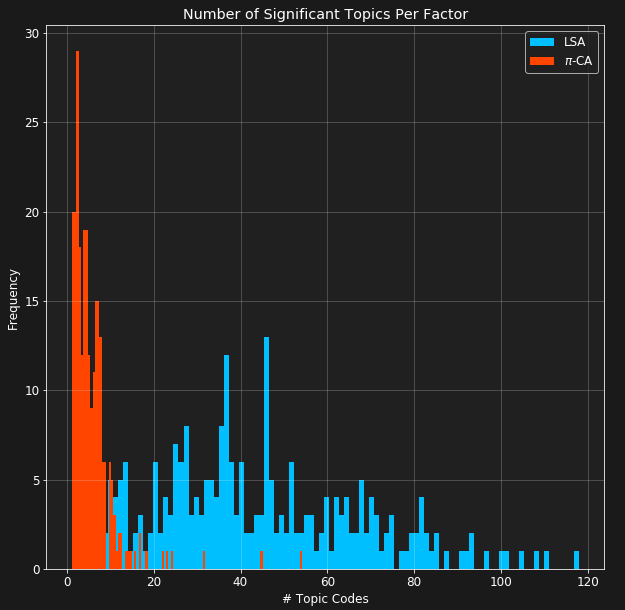 Number of Significant Topics Per Factor
LSA
π-CA
30
25
20
15
10
5
0
Frequency
0 20 40 60 80 100 120
# Topic Codes